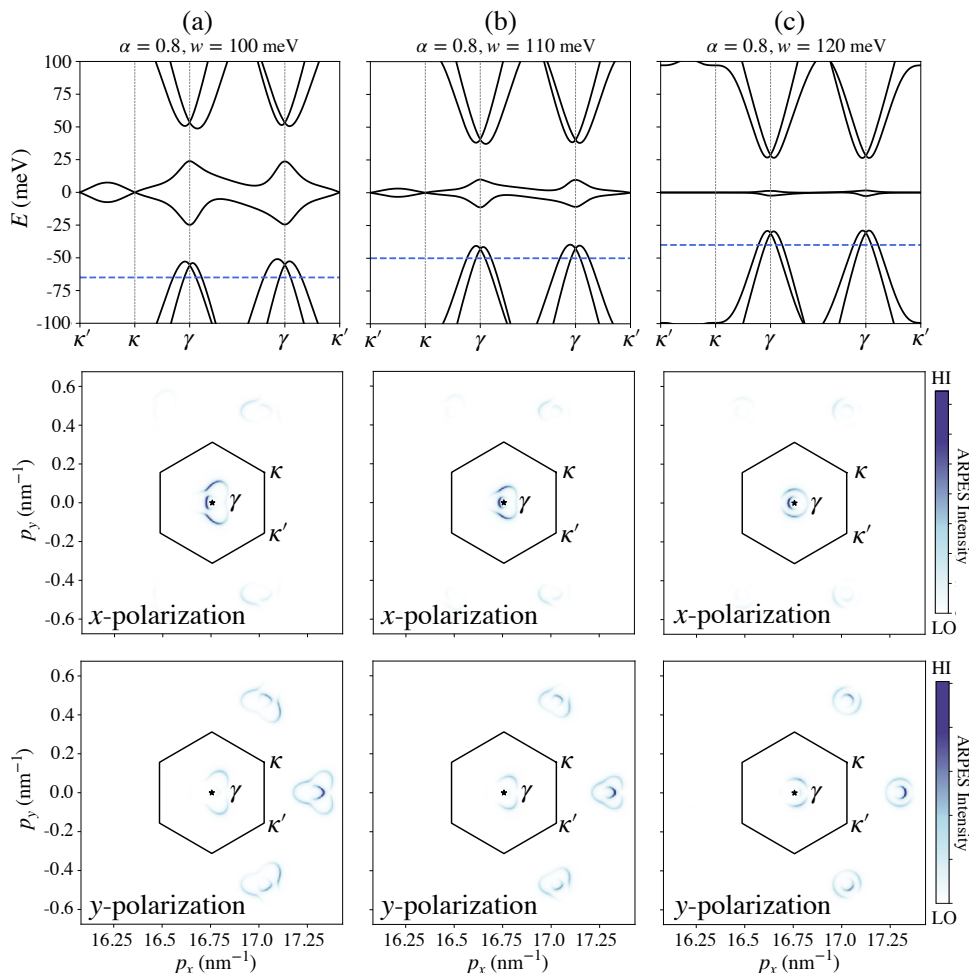 (a) (b) (c)
α = 0.8, w = 100 meV α = 0.8, w = 110 meV α = 0.8, w = 120 meV
100
75
50
25
0
-25
-50
-75
-100
E (meV)
κ′ κ γ γ κ′ κ′ κ γ γ κ′ κ′ κ γ γ κ′
0.6
0.4
0.2
0.0
-0.2
-0.4
-0.6
p_y (nm⁻¹)
κ κ κ
γ γ γ
κ′ κ′ κ′
x-polarization x-polarization x-polarization
HI
ARPES Intensity
LO
0.6
0.4
0.2
0.0
-0.2
-0.4
-0.6
p_y (nm⁻¹)
κ κ κ
γ γ γ
κ′ κ′ κ′
y-polarization y-polarization y-polarization
HI
ARPES Intensity
LO
16.25 16.50 16.75 17.0 17.25 16.25 16.50 16.75 17.0 17.25 16.25 16.50 16.75 17.0 17.25
p_x (nm⁻¹) p_x (nm⁻¹) p_x (nm⁻¹)